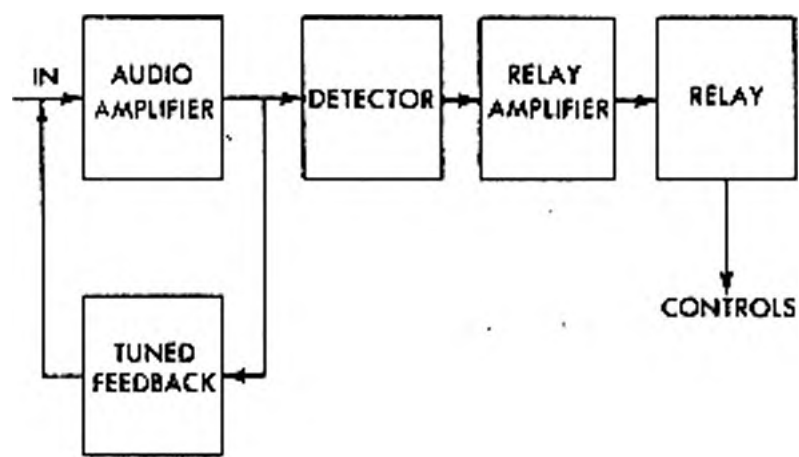 IN
AUDIO
AMPLIFIER
DETECTOR
RELAY
AMPLIFIER
RELAY
CONTROLS
TUNED
FEEDBACK